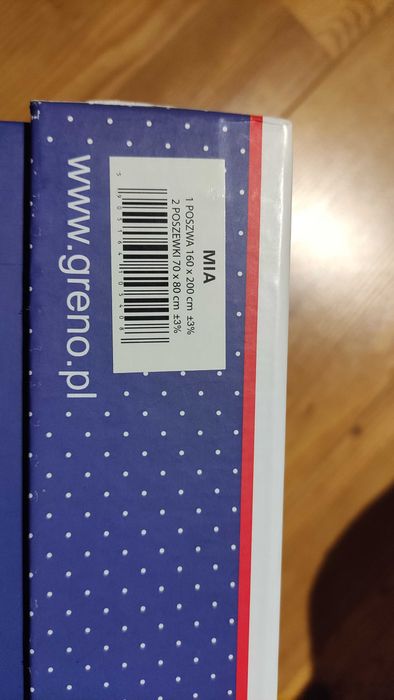 MIA
1 POSZWA 160 x 200 cm ±3%
2 POSZEWKI 70 x 80 cm ±3%
www.greno.pl